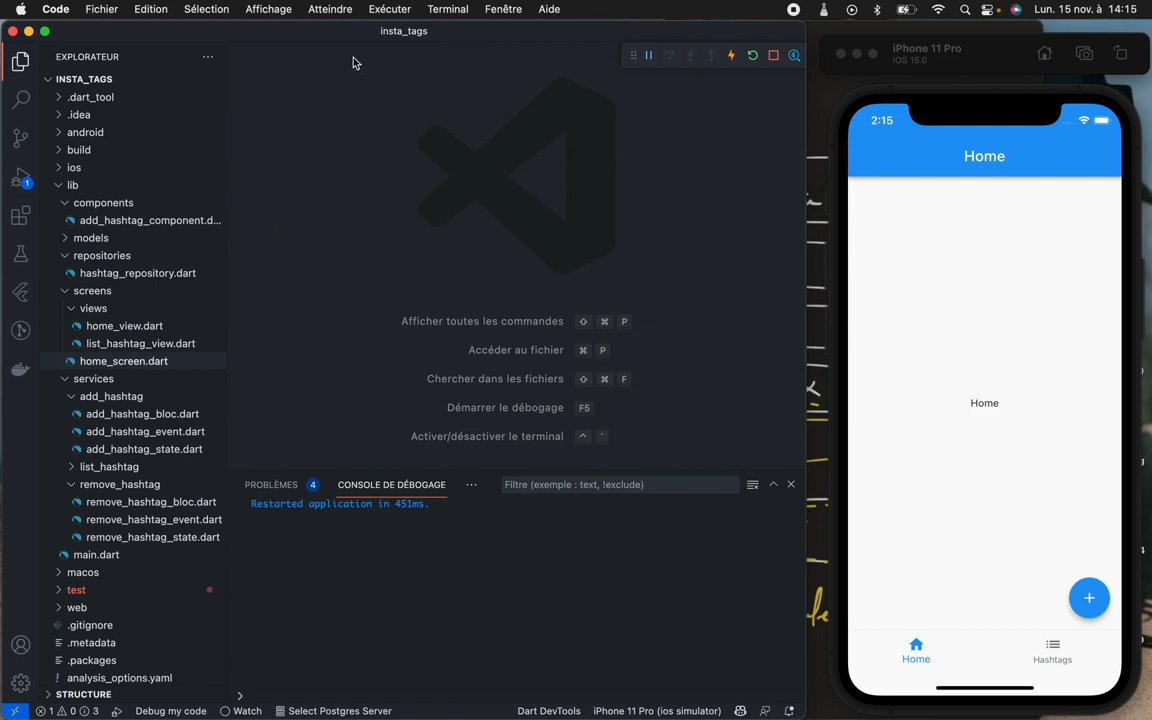 Code Fichier Edition Sélection Affichage Atteindre Exécuter Terminal Fenêtre Aide
Lun. 15 nov. à 14:15
insta_tags
EXPLORATEUR
INSTA_TAGS
.dart_tool
.idea
android
build
ios
lib
components
add_hashtag_component.d...
models
repositories
hashtag_repository.dart
screens
views
home_view.dart
list_hashtag_view.dart
home_screen.dart
services
add_hashtag
add_hashtag_bloc.dart
add_hashtag_event.dart
add_hashtag_state.dart
list_hashtag
remove_hashtag
remove_hashtag_bloc.dart
remove_hashtag_event.dart
remove_hashtag_state.dart
main.dart
macos
test
web
.gitignore
.metadata
.packages
analysis_options.yaml
STRUCTURE
1
Afficher toutes les commandes ⇧ ⌘ P
Accéder au fichier ⌘ P
Chercher dans les fichiers ⇧ ⌘ F
Démarrer le débogage F5
Activer/désactiver le terminal ^ `
PROBLÈMES 4 CONSOLE DE DÉBOGAGE ... Filtre (exemple : text, !exclude)
Restarted application in 451ms.
1 0 3 Debug my code Watch Select Postgres Server Dart DevTools iPhone 11 Pro (ios simulator)
iPhone 11 Pro
iOS 15.0
2:15
Home
Home
Home Hashtags